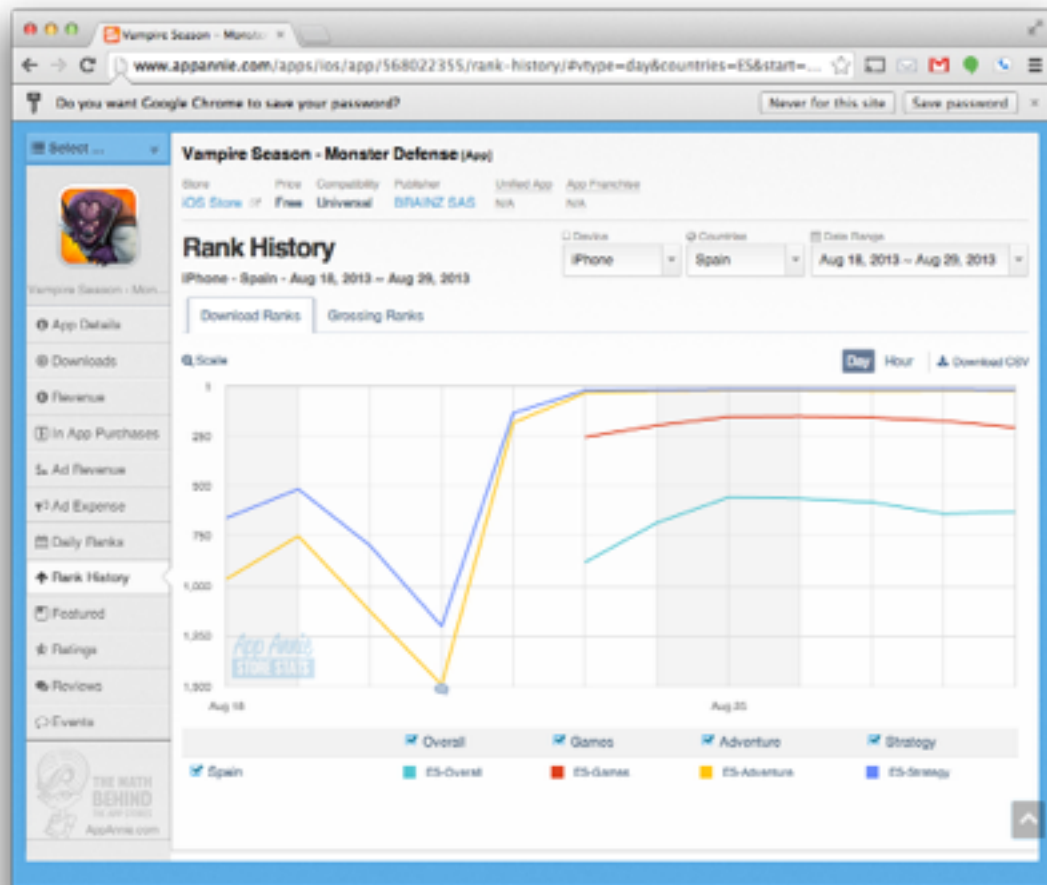 Vampire Season - Monste
www.appannie.com/apps/ios/app/568022355/rank-history/#vtype=day&countries=ES&start=...
Do you want Google Chrome to save your password?
Never for this site
Save password
Select ...
Vampire Season - Monster Defense [App]
Store Price Compatibility Publisher Unified App App Franchise
iOS Store Free Universal BRAINZ SAS N/A N/A
Rank History
Device Countries Date Range
iPhone Spain Aug 18, 2013 ~ Aug 29, 2013
iPhone - Spain - Aug 18, 2013 ~ Aug 29, 2013
Vampire Season - Mon...
Download Ranks Grossing Ranks
App Details
Downloads
Revenue
In App Purchases
Ad Revenue
Ad Expense
Daily Ranks
Rank History
Featured
Ratings
Reviews
Events
THE MATH
BEHIND
THE APP STORES
AppAnnie.com
Scale
Day Hour Download CSV
1
250
500
750
1,000
1,250
1,500
App Annie
STORE STATS
Aug 18 Aug 25
Overall Games Adventure Strategy
Spain ES-Overall ES-Games ES-Adventure ES-Strategy